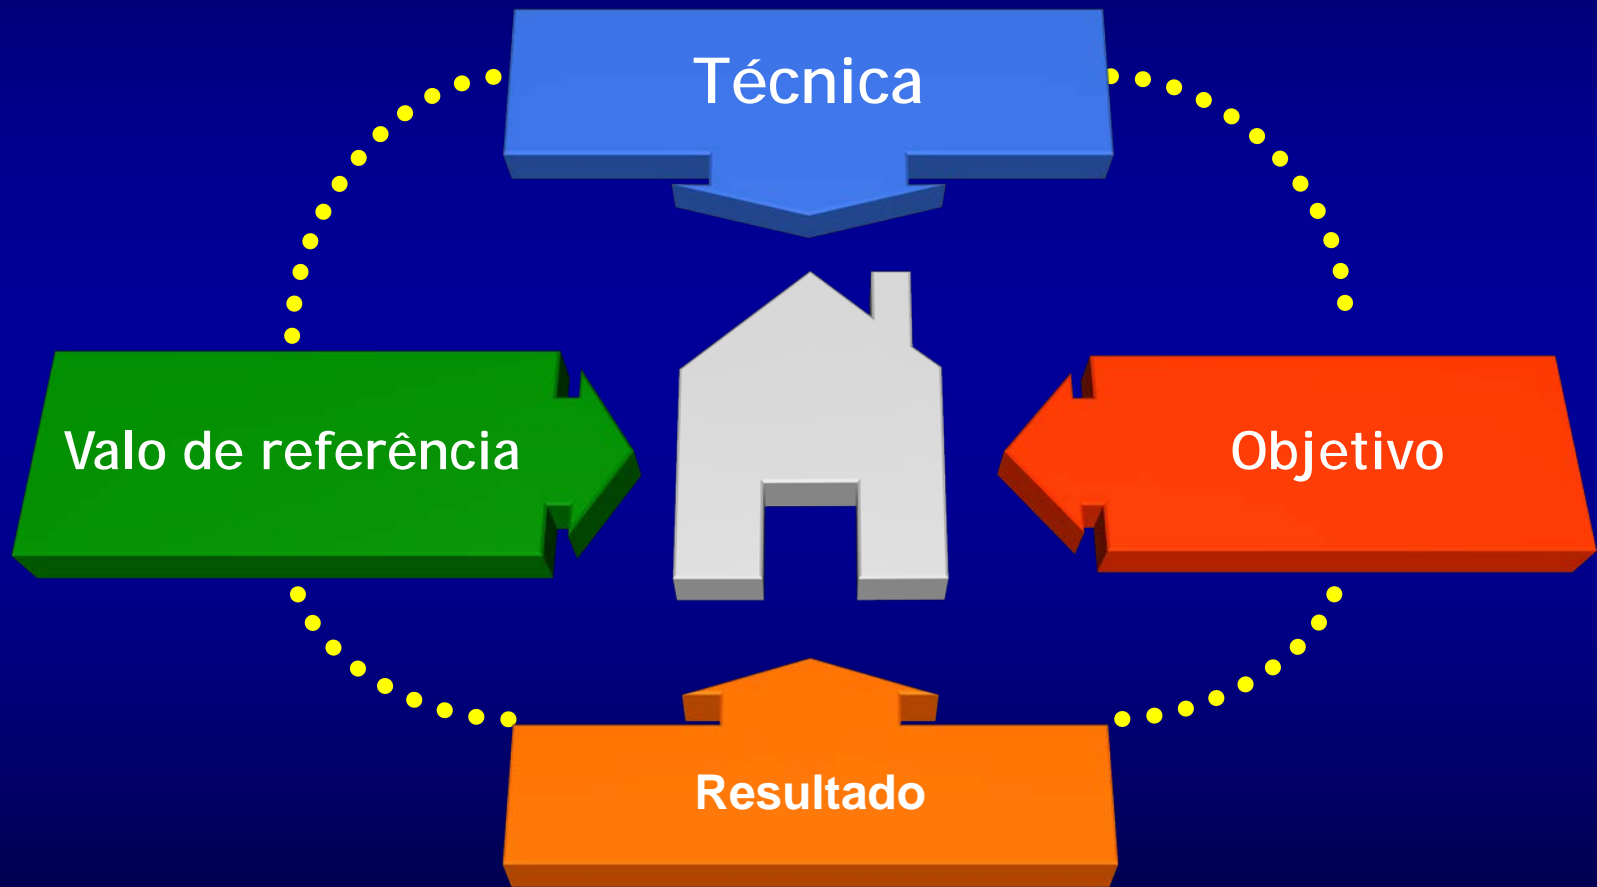 Técnica
Valo de referência
Objetivo
Resultado